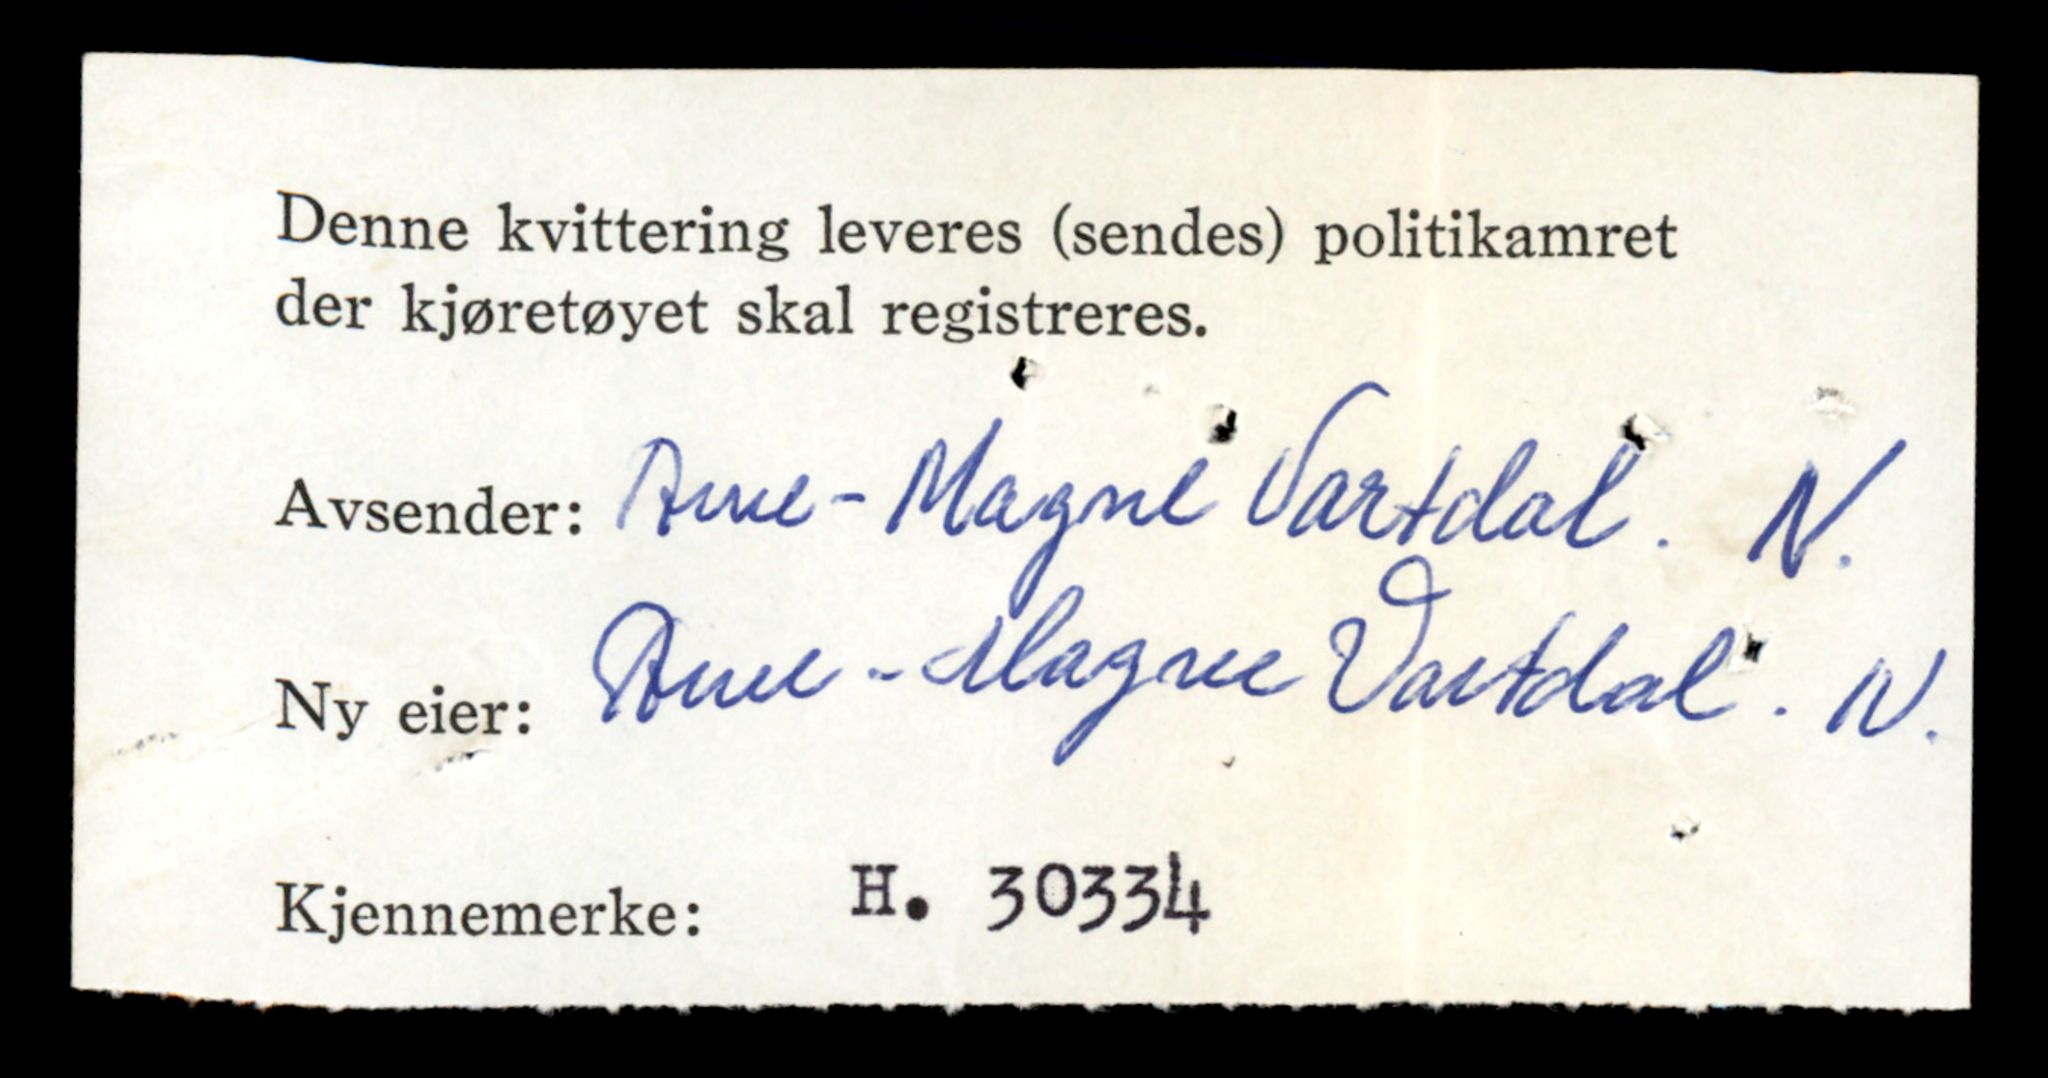 Denne kvittering leveres (sendes) politikamret
der kjøretøyet skal registreres.
Avsender: Arne-Magne Vartdal. N.
Ny eier: Arne-Magne Vartdal. N.
Kjennemerke: H. 30334